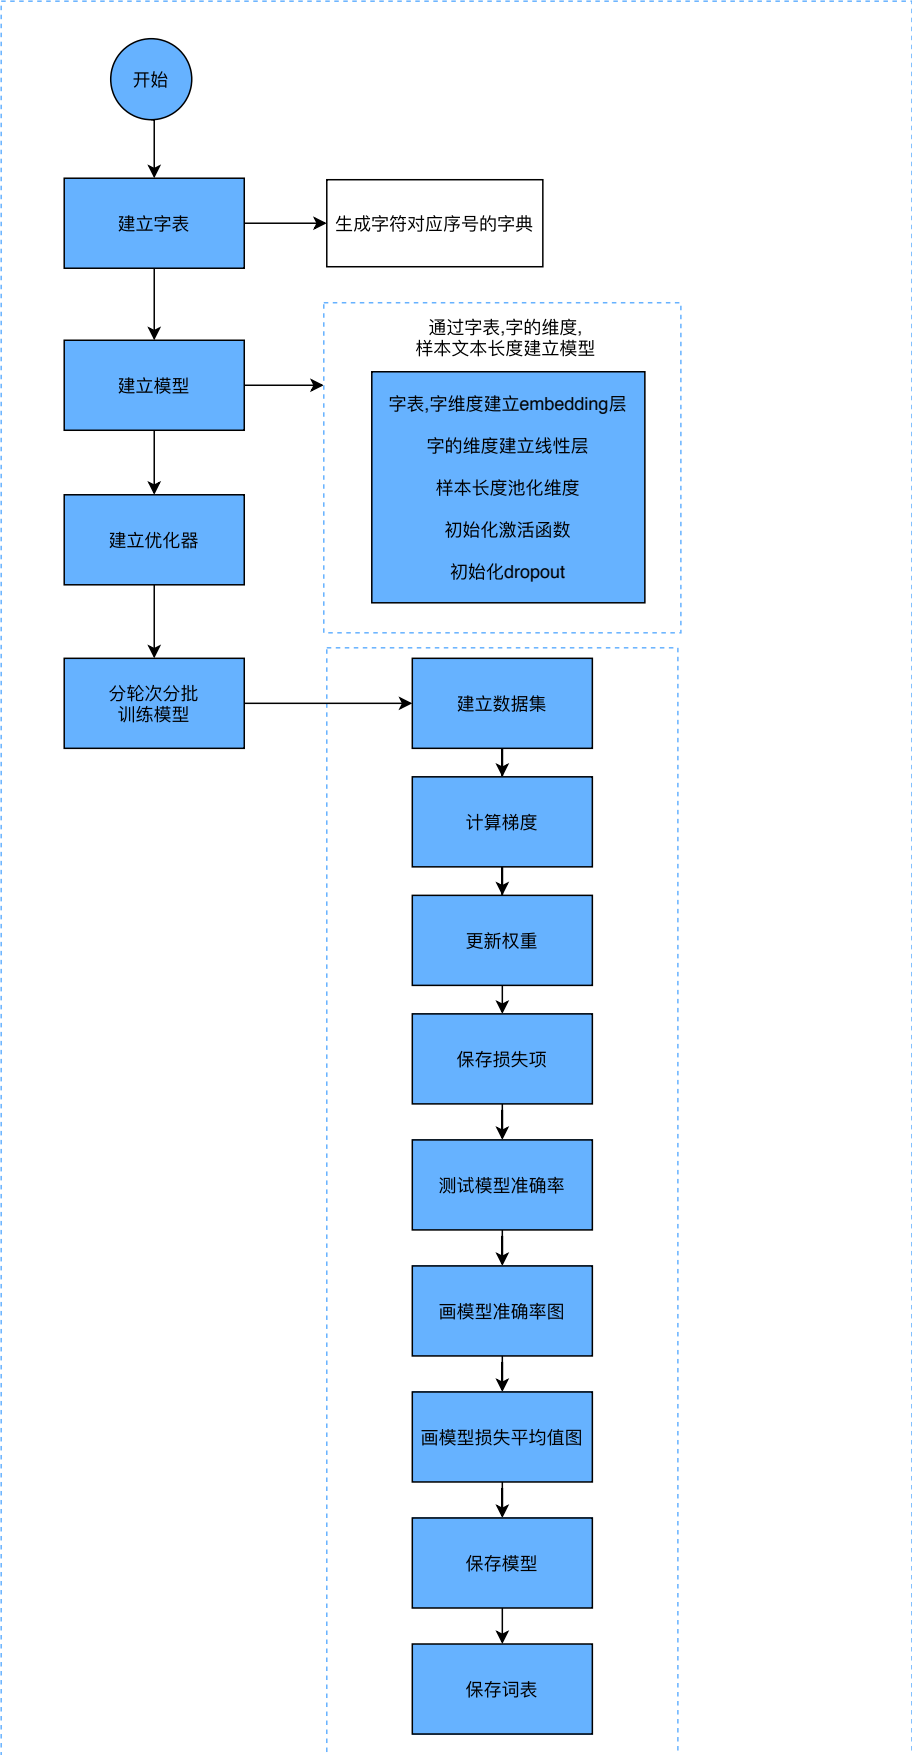 开始
建立字表
生成字符对应序号的字典
通过字表,字的维度,
样本文本长度建立模型
建立模型
字表,字维度建立embedding层
字的维度建立线性层
样本长度池化维度
初始化激活函数
初始化dropout
建立优化器
分轮次分批
训练模型
建立数据集
计算梯度
更新权重
保存损失项
测试模型准确率
画模型准确率图
画模型损失平均值图
保存模型
保存词表